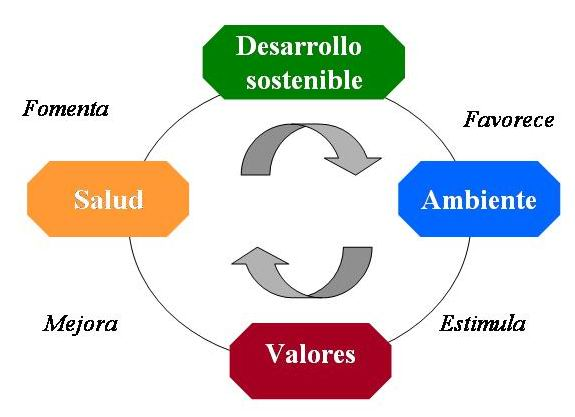 Desarrollo
sostenible
Fomenta
Favorece
Salud
Ambiente
Mejora
Estimula
Valores